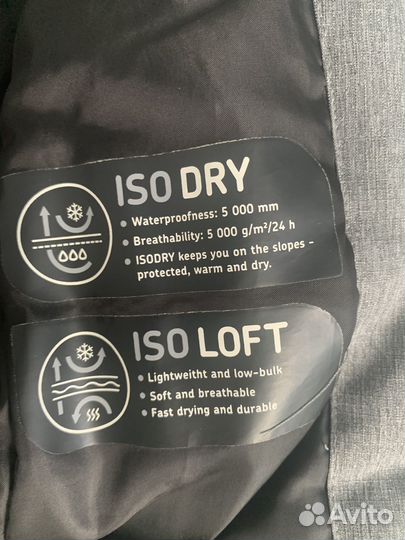 ISO DRY
• Waterproofness: 5 000 mm
• Breathability: 5 000 g/m²/24 h
• ISODRY keeps you on the slopes –
protected, warm and dry.
ISO LOFT
• Lightweitht and low-bulk
• Soft and breathable
• Fast drying and durable
Avito